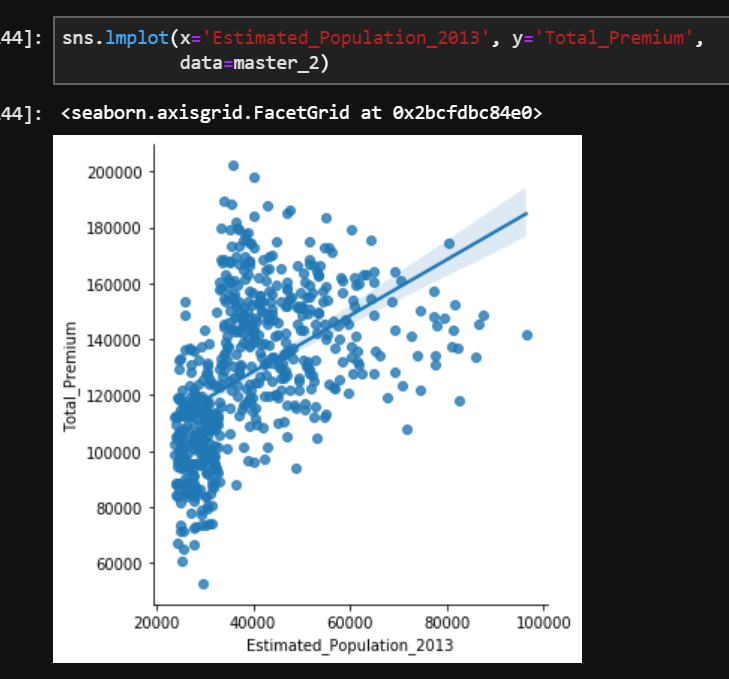 44]: sns.lmplot(x='Estimated_Population_2013', y='Total_Premium',
data=master_2)
44]: <seaborn.axisgrid.FacetGrid at 0x2bcfdbc84e0>
200000
180000
160000
140000
120000
100000
80000
60000
Total_Premium
20000 40000 60000 80000 100000
Estimated_Population_2013